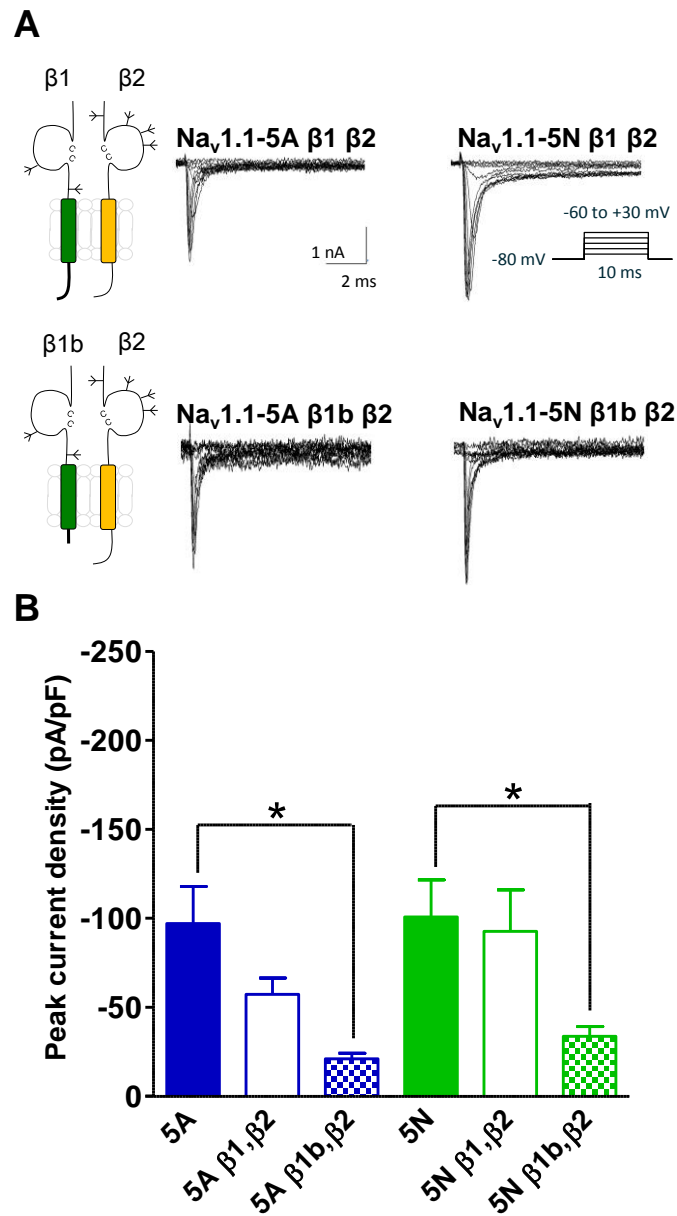 A
β1 β2
Nav1.1-5A β1 β2
Nav1.1-5N β1 β2
-60 to +30 mV
-80 mV
10 ms
1 nA
2 ms
β1b β2
Nav1.1-5A β1b β2
Nav1.1-5N β1b β2
B
Peak current density (pA/pF)
-250
-200
-150
-100
-50
0
*
*
5A
5A β1,β2
5A β1b,β2
5N
5N β1,β2
5N β1b,β2